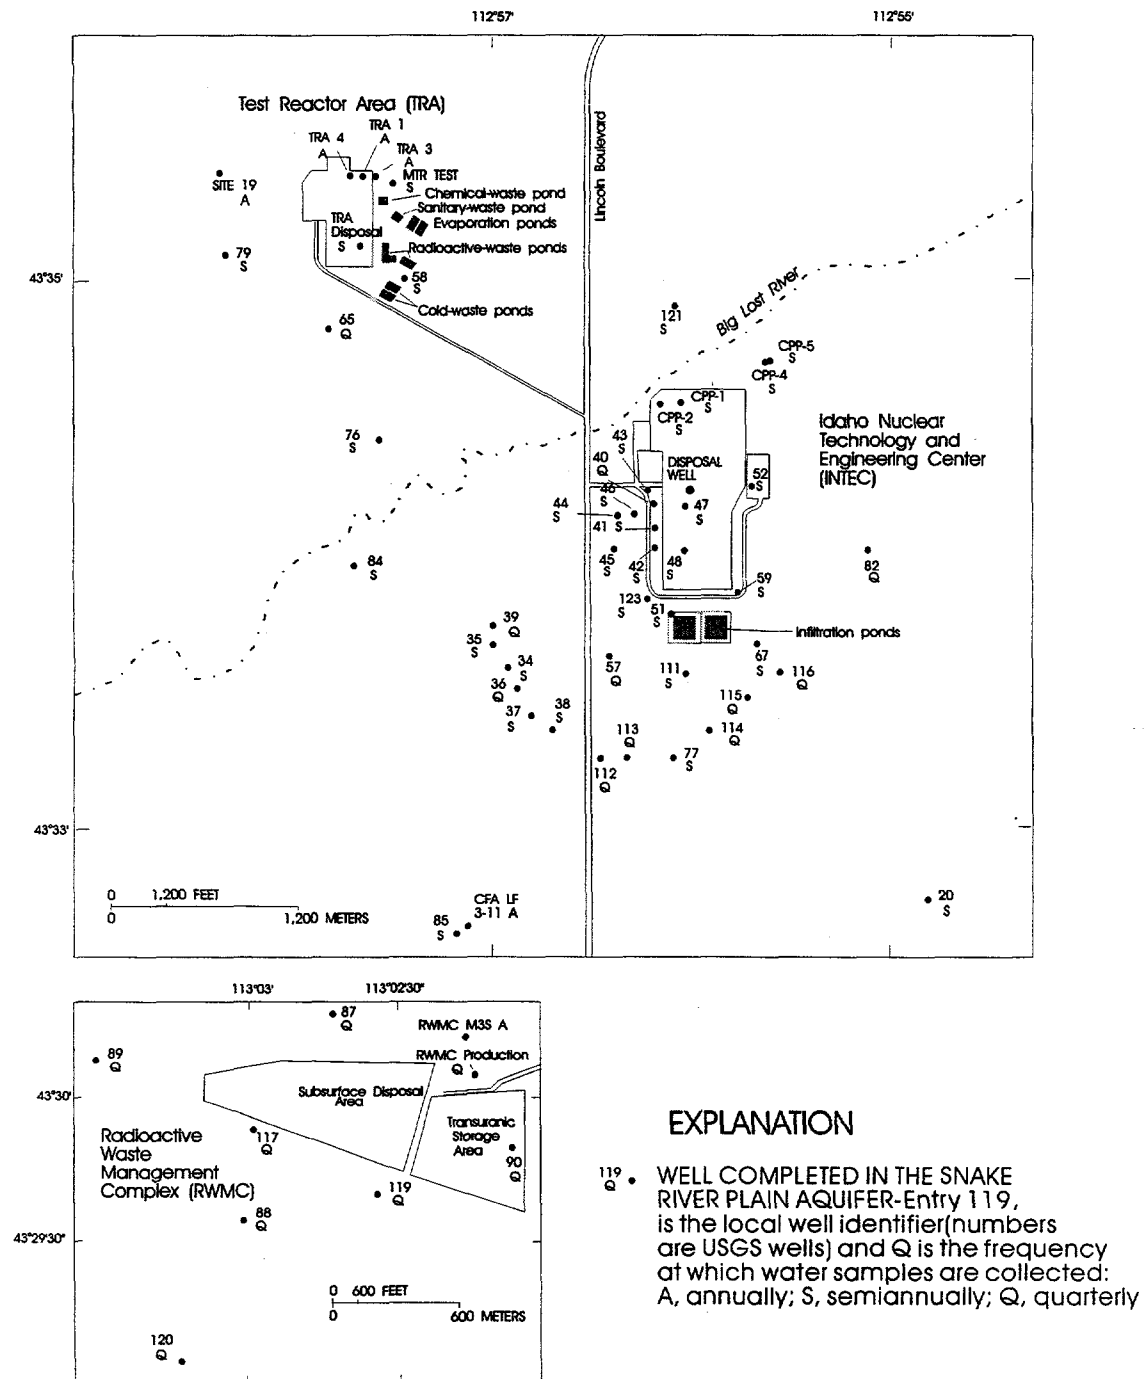 112°57'
112°55'
Test Reactor Area (TRA)
TRA 1
A
TRA 4
A
TRA 3
A
MTR TEST
S
SITE 19
A
Chemical-waste pond
Sanitary-waste pond
Evaporation ponds
TRA
Disposal
S
Radioactive-waste ponds
79
S
58
S
Cold-waste ponds
43°35'
65
Q
Lincoln Boulevard
Big Lost River
121
S
CPP-5
S
CPP-4
S
CPP-1
S
CPP-2
S
Idaho Nuclear
Technology and
Engineering Center
(INTEC)
76
S
43
S
40
Q
DISPOSAL
WELL
52
S
46
S
44
S
S
47
S
41
45
S
42
S
48
S
84
S
82
Q
59
S
123
S
51
S
Infiltration ponds
39
Q
35
S
34
S
36
Q
37
S
38
S
57
Q
111
S
67
S
116
Q
115
Q
114
Q
113
Q
112
Q
77
S
43°33'
0 1,200 FEET
0 1,200 METERS
CFA LF
3-11 A
85
S
20
S
113°03'
113°02'30"
87
Q
RWMC M3S A
89
Q
RWMC Production
Q
43°30'
Subsurface Disposal
Area
Transuranic
Storage
Area
Radioactive
Waste
Management
Complex (RWMC)
117
Q
90
Q
119
Q
88
Q
43°29'30"
0 600 FEET
0 600 METERS
120
Q
EXPLANATION
119
Q
WELL COMPLETED IN THE SNAKE
RIVER PLAIN AQUIFER-Entry 119,
is the local well identifier(numbers
are USGS wells) and Q is the frequency
at which water samples are collected:
A, annually; S, semiannually; Q, quarterly